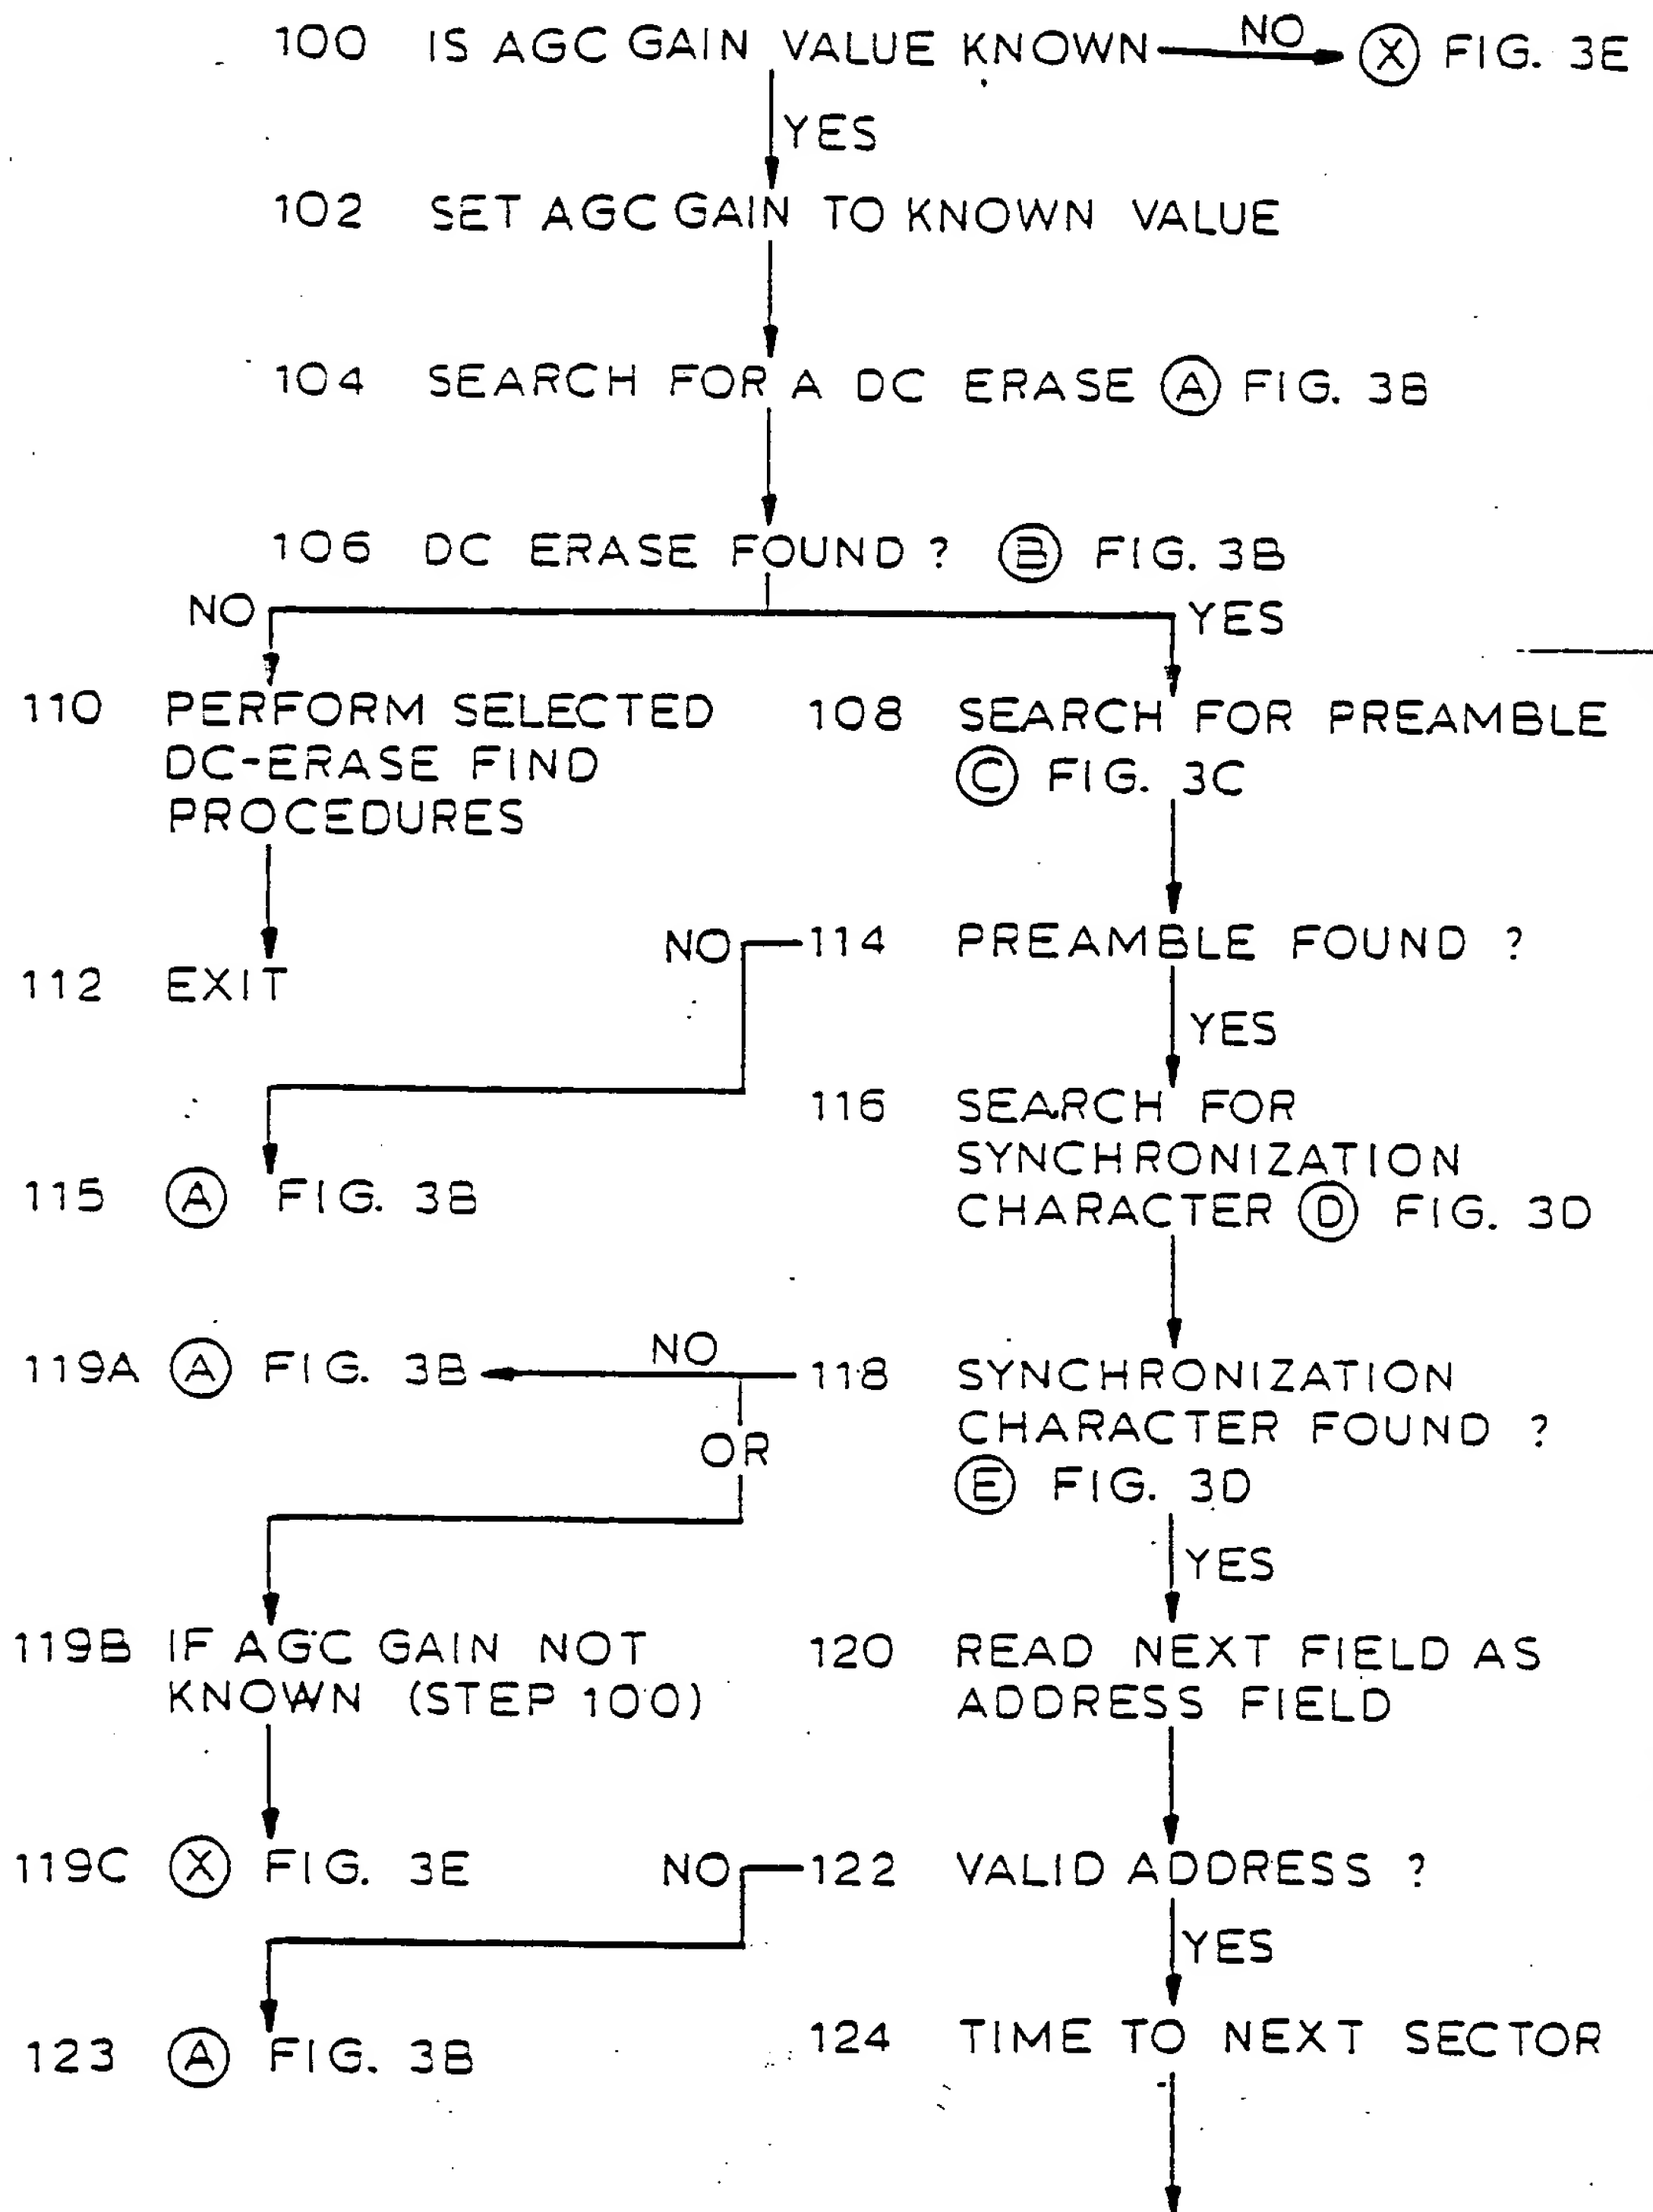 100 IS AGC GAIN VALUE KNOWN NO Ⓧ FIG. 3E
YES
102 SET AGC GAIN TO KNOWN VALUE
104 SEARCH FOR A DC ERASE Ⓐ FIG. 3B
106 DC ERASE FOUND ? Ⓑ FIG. 3B
NO YES
110 PERFORM SELECTED
DC-ERASE FIND
PROCEDURES
108 SEARCH FOR PREAMBLE
Ⓒ FIG. 3C
112 EXIT
NO 114 PREAMBLE FOUND ?
YES
115 Ⓐ FIG. 3B
116 SEARCH FOR
SYNCHRONIZATION
CHARACTER Ⓓ FIG. 3D
119A Ⓐ FIG. 3B NO 118 SYNCHRONIZATION
CHARACTER FOUND ?
Ⓔ FIG. 3D
OR
YES
119B IF AGC GAIN NOT
KNOWN (STEP 100)
120 READ NEXT FIELD AS
ADDRESS FIELD
119C Ⓧ FIG. 3E
NO 122 VALID ADDRESS ?
YES
123 Ⓐ FIG. 3B
124 TIME TO NEXT SECTOR